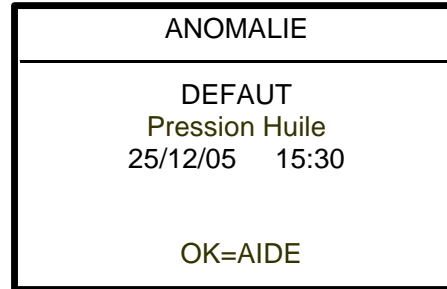 ANOMALIE
DEFAUT
Pression Huile
25/12/05 15:30
OK=AIDE